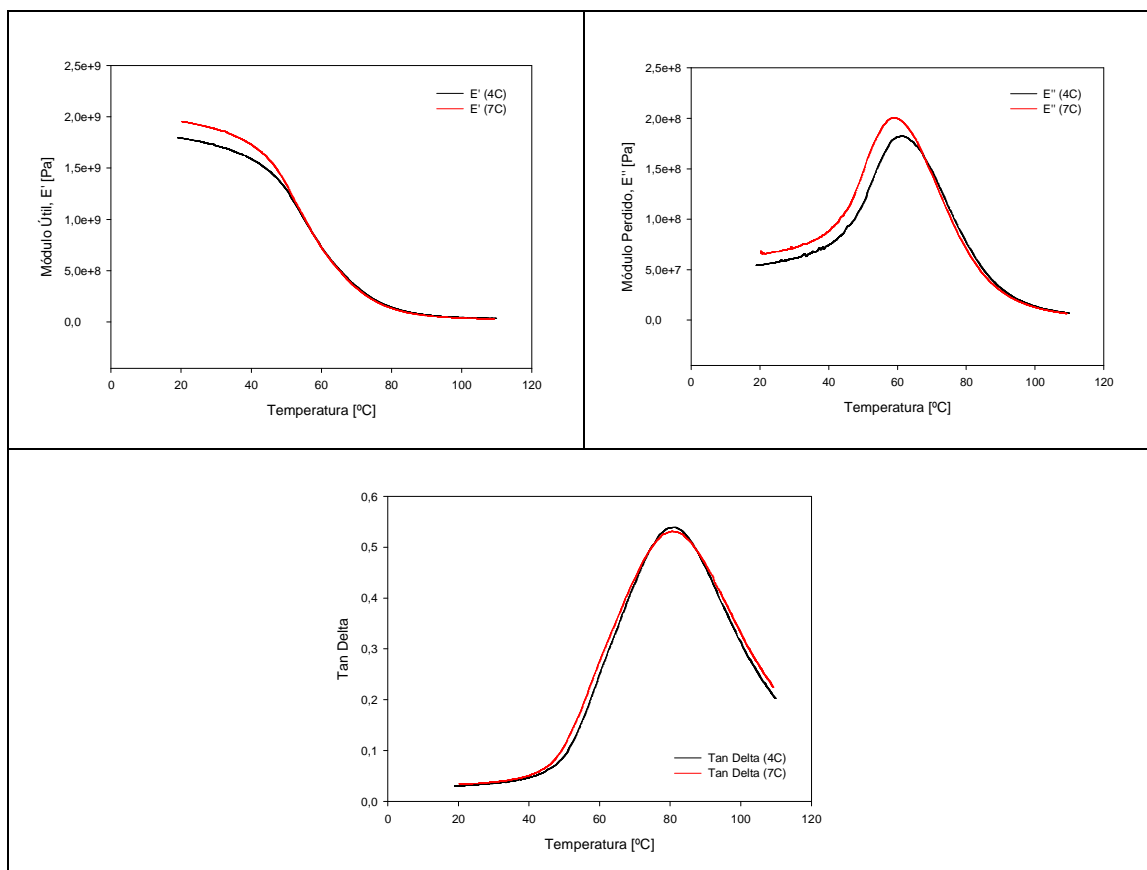 2,5e+9
2,0e+9
1,5e+9
1,0e+9
5,0e+8
0,0
Módulo Útil, E' [Pa]
E' (4C)
E' (7C)
0 20 40 60 80 100 120
Temperatura [ºC]
2,5e+8
2,0e+8
1,5e+8
1,0e+8
5,0e+7
0,0
Módulo Perdido, E'' [Pa]
E'' (4C)
E'' (7C)
0 20 40 60 80 100 120
Temperatura [ºC]
0,6
0,5
0,4
0,3
0,2
0,1
0,0
Tan Delta
Tan Delta (4C)
Tan Delta (7C)
0 20 40 60 80 100 120
Temperatura [ºC]